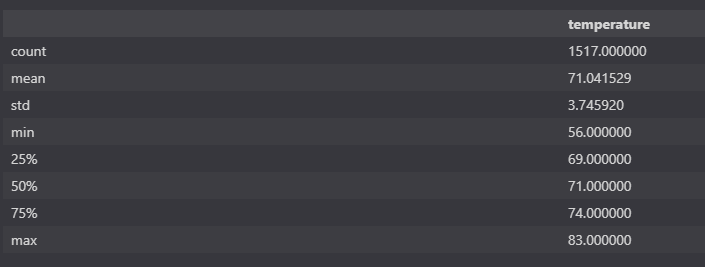 temperature
count 1517.000000
mean 71.041529
std 3.745920
min 56.000000
25% 69.000000
50% 71.000000
75% 74.000000
max 83.000000